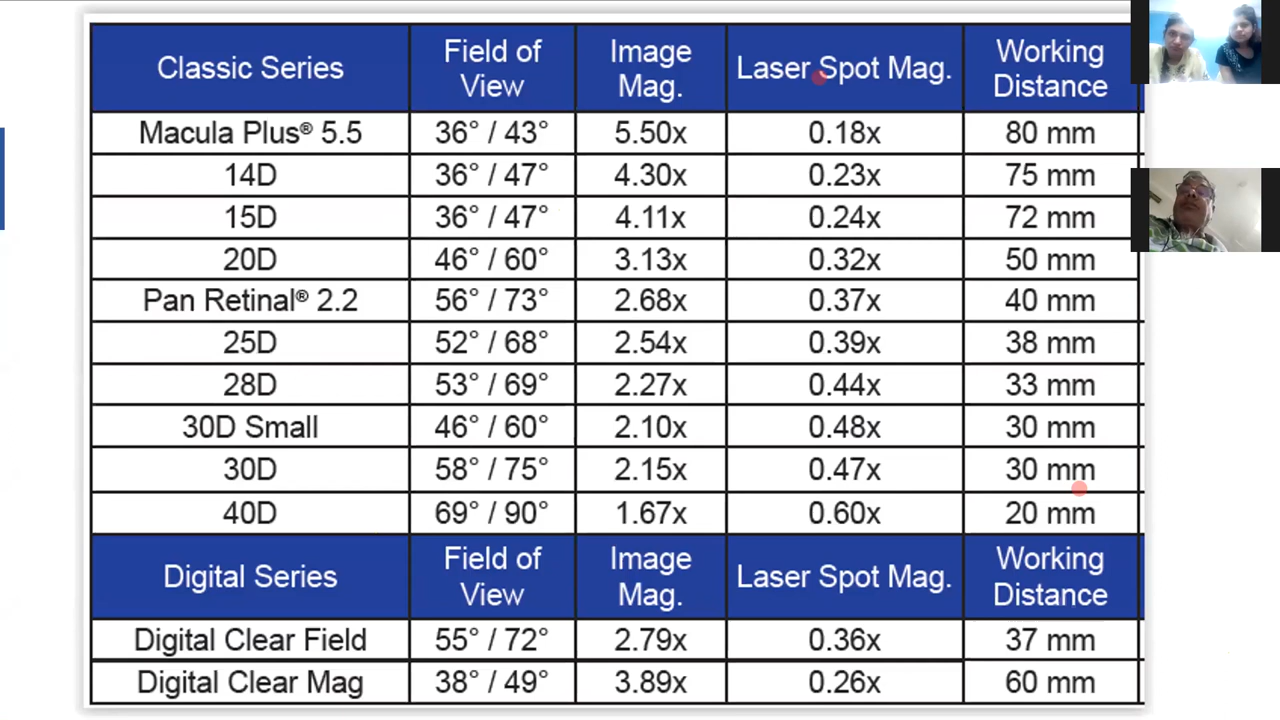 Classic Series Field of View Image Mag. Laser Spot Mag. Working Distance
Macula Plus® 5.5 36° / 43° 5.50x 0.18x 80 mm
14D 36° / 47° 4.30x 0.23x 75 mm
15D 36° / 47° 4.11x 0.24x 72 mm
20D 46° / 60° 3.13x 0.32x 50 mm
Pan Retinal® 2.2 56° / 73° 2.68x 0.37x 40 mm
25D 52° / 68° 2.54x 0.39x 38 mm
28D 53° / 69° 2.27x 0.44x 33 mm
30D Small 46° / 60° 2.10x 0.48x 30 mm
30D 58° / 75° 2.15x 0.47x 30 mm
40D 69° / 90° 1.67x 0.60x 20 mm
Digital Series Field of View Image Mag. Laser Spot Mag. Working Distance
Digital Clear Field 55° / 72° 2.79x 0.36x 37 mm
Digital Clear Mag 38° / 49° 3.89x 0.26x 60 mm